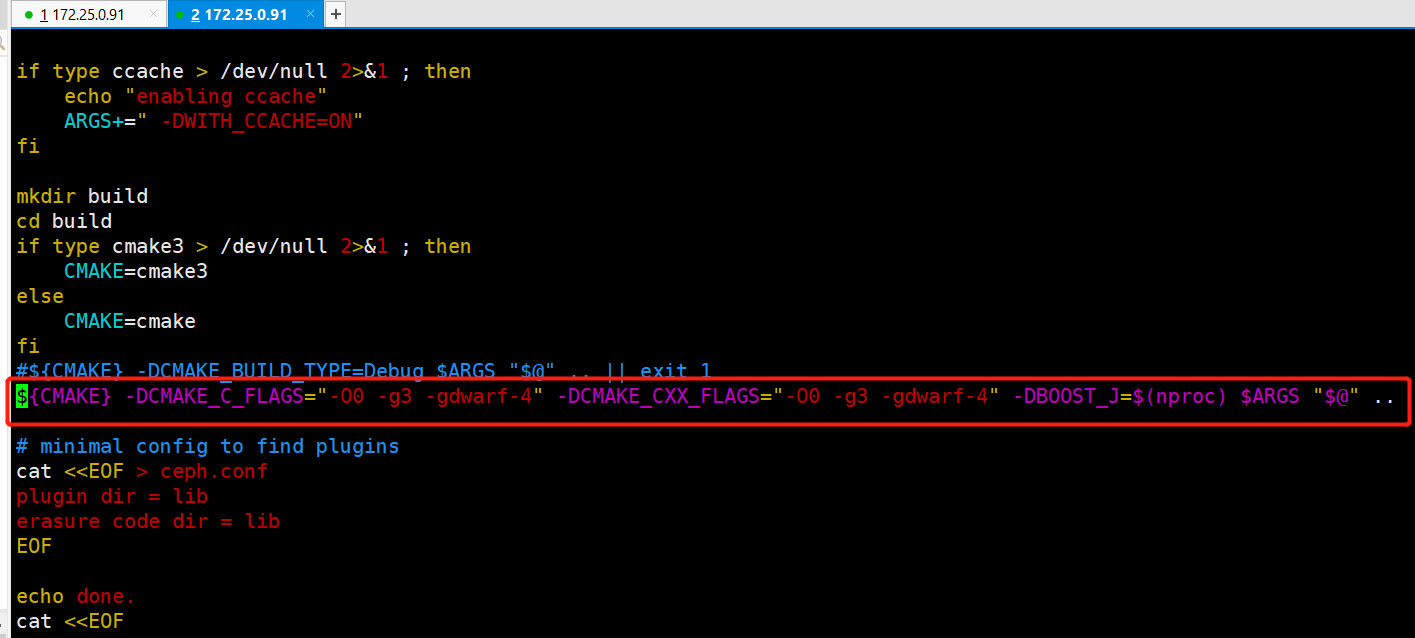 1 172.25.0.91 × 2 172.25.0.91 × +
if type ccache > /dev/null 2>&1 ; then
    echo "enabling ccache"
    ARGS+=" -DWITH_CCACHE=ON"
fi
mkdir build
cd build
if type cmake3 > /dev/null 2>&1 ; then
    CMAKE=cmake3
else
    CMAKE=cmake
fi
#${CMAKE} -DCMAKE_BUILD_TYPE=Debug $ARGS "$@" .. || exit 1
${CMAKE} -DCMAKE_C_FLAGS="-O0 -g3 -gdwarf-4" -DCMAKE_CXX_FLAGS="-O0 -g3 -gdwarf-4" -DBOOST_J=$(nproc) $ARGS "$@" ..
# minimal config to find plugins
cat <<EOF > ceph.conf
plugin dir = lib
erasure code dir = lib
EOF
echo done.
cat <<EOF